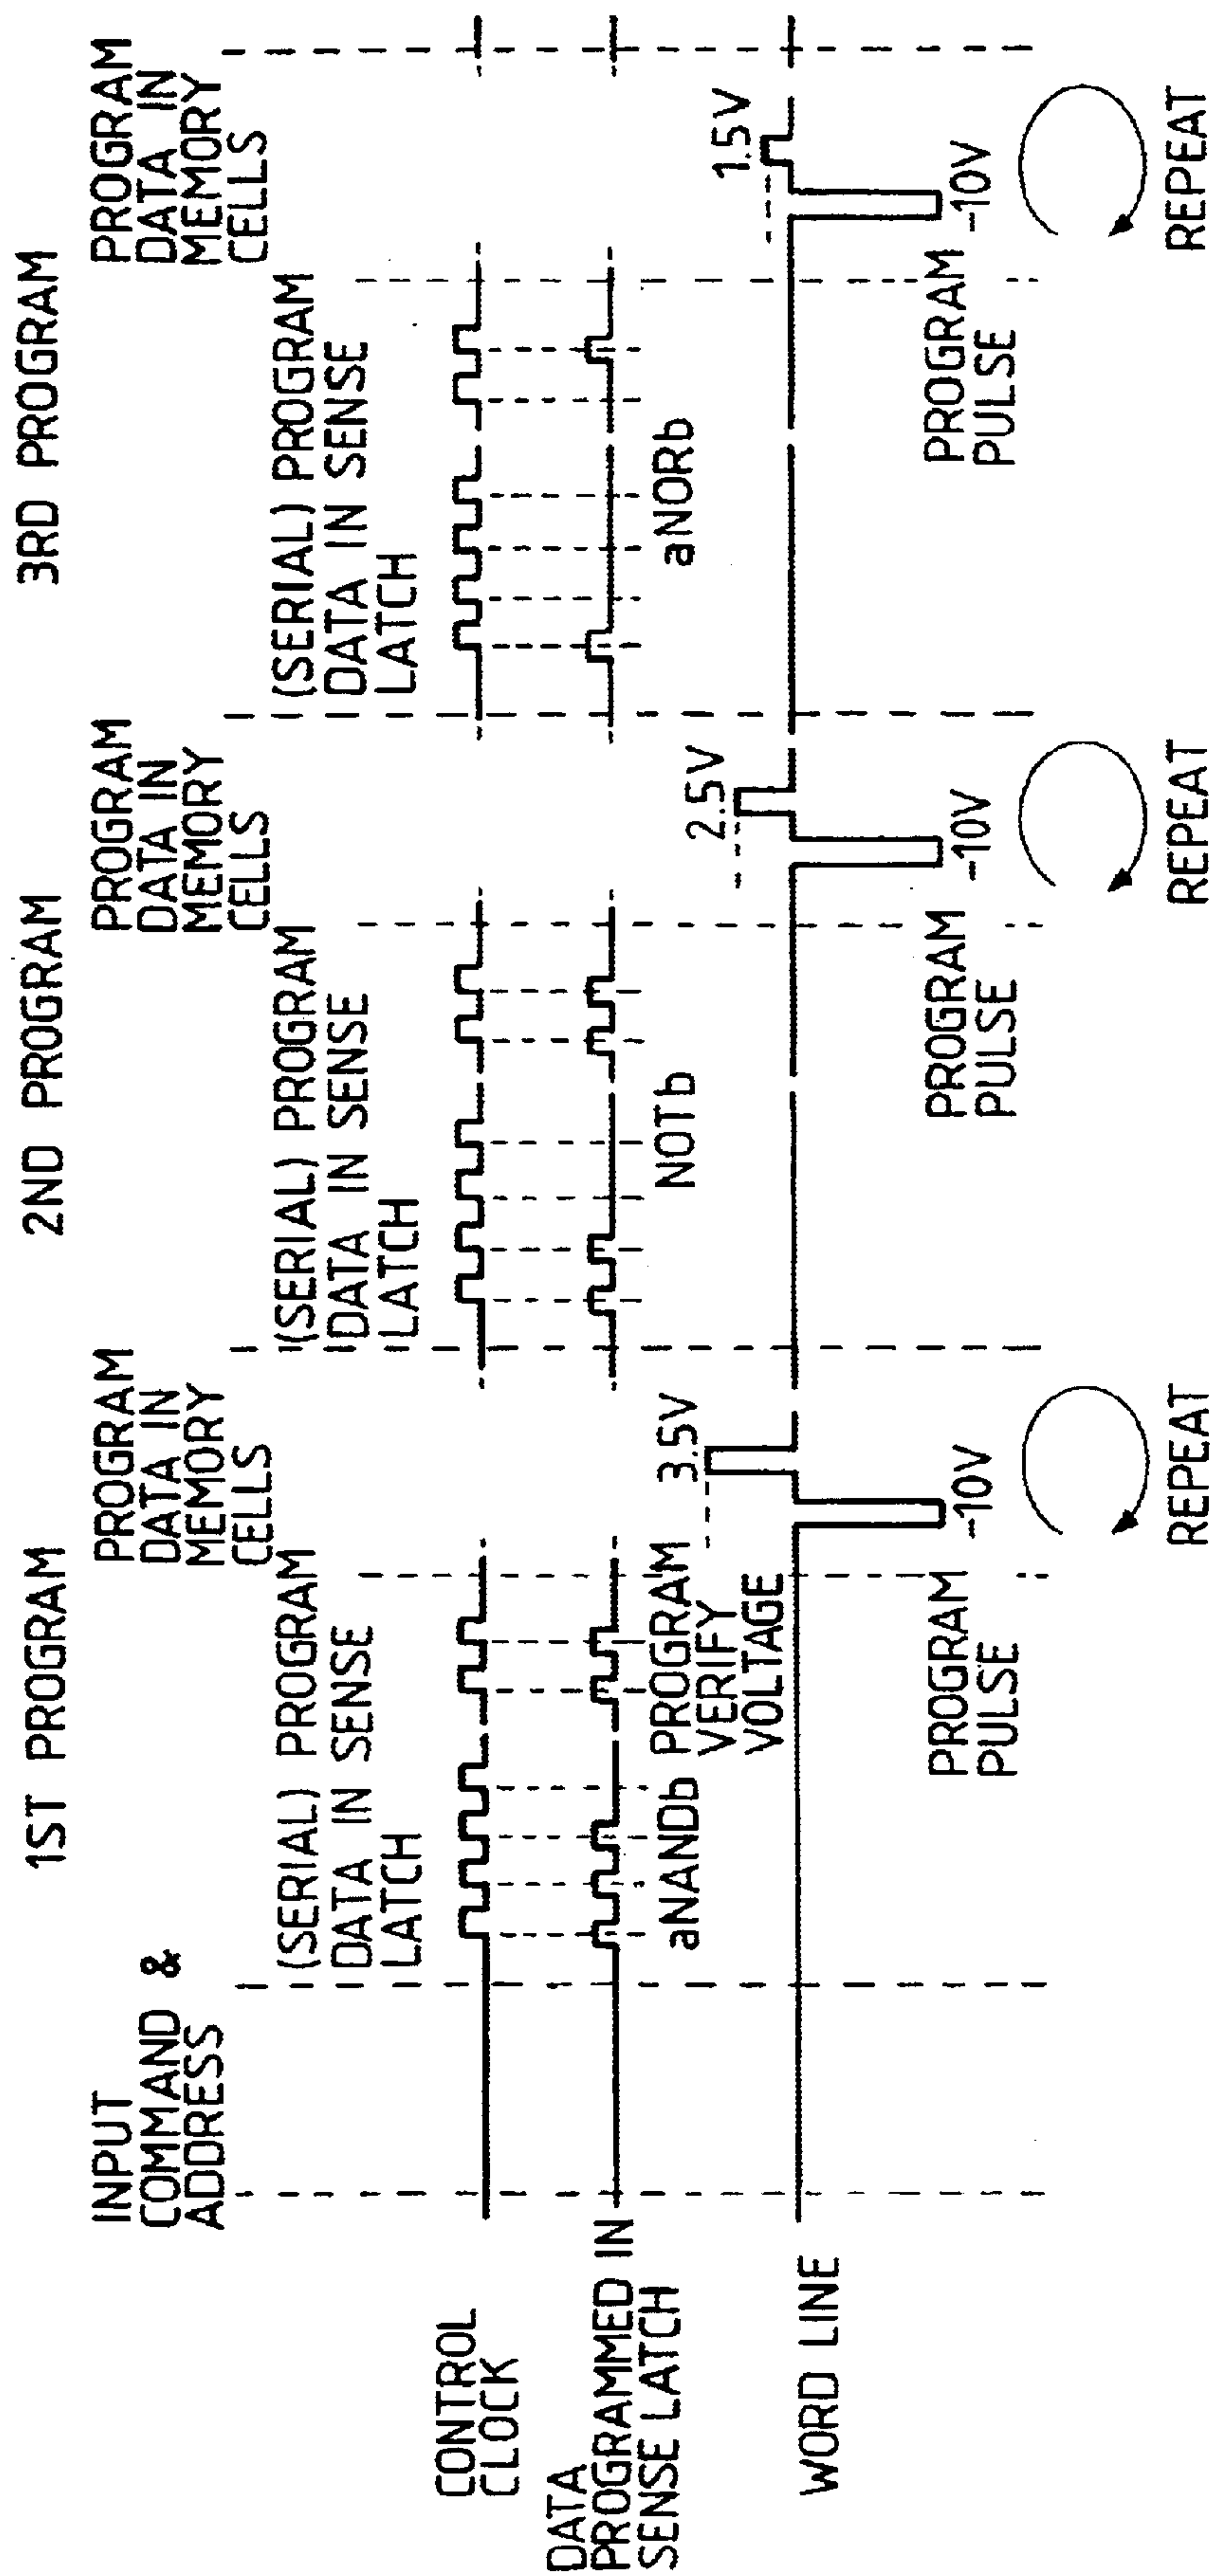 1ST PROGRAM
2ND PROGRAM
3RD PROGRAM
INPUT
COMMAND &
ADDRESS
PROGRAM
DATA IN
MEMORY
CELLS
PROGRAM
DATA IN
MEMORY
CELLS
PROGRAM
DATA IN
MEMORY
CELLS
(SERIAL) PROGRAM
DATA IN SENSE
LATCH
(SERIAL) PROGRAM
DATA IN SENSE
LATCH
(SERIAL) PROGRAM
DATA IN SENSE
LATCH
CONTROL
CLOCK
DATA
PROGRAMMED IN
SENSE LATCH
aNANDb
NOTb
aNORb
PROGRAM
VERIFY
VOLTAGE
3.5V
2.5V
1.5V
WORD LINE
PROGRAM
PULSE
-10V
PROGRAM
PULSE
-10V
PROGRAM
PULSE
-10V
REPEAT
REPEAT
REPEAT